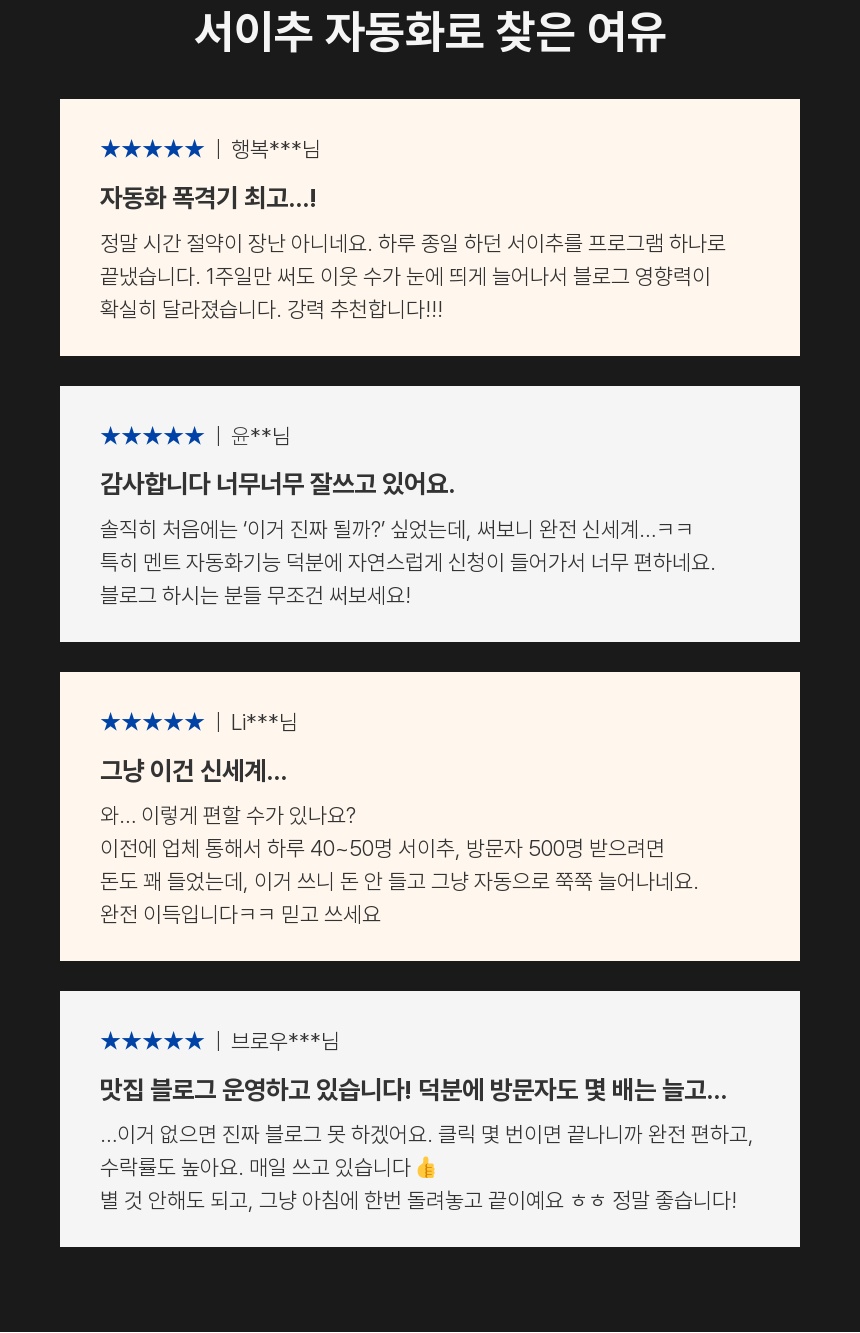 서이추 자동화로 찾은 여유
★★★★★ | 행복***님
자동화 폭격기 최고...!
정말 시간 절약이 장난 아니네요. 하루 종일 하던 서이추를 프로그램 하나로
끝냈습니다. 1주일만 써도 이웃 수가 눈에 띄게 늘어나서 블로그 영향력이
확실히 달라졌습니다. 강력 추천합니다!!!
★★★★★ | 윤**님
감사합니다 너무너무 잘쓰고 있어요.
솔직히 처음에는 ‘이거 진짜 될까?’ 싶었는데, 써보니 완전 신세계...ㅋㅋ
특히 멘트 자동화기능 덕분에 자연스럽게 신청이 들어가서 너무 편하네요.
블로그 하시는 분들 무조건 써보세요!
★★★★★ | Li***님
그냥 이건 신세계...
와... 이렇게 편할 수가 있나요?
이전에 업체 통해서 하루 40~50명 서이추, 방문자 500명 받으려면
돈도 꽤 들었는데, 이거 쓰니 돈 안 들고 그냥 자동으로 쭉쭉 늘어나네요.
완전 이득입니다ㅋㅋ 믿고 쓰세요
★★★★★ | 브로우***님
맛집 블로그 운영하고 있습니다! 덕분에 방문자도 몇 배는 늘고...
...이거 없으면 진짜 블로그 못 하겠어요. 클릭 몇 번이면 끝나니까 완전 편하고,
수락률도 높아요. 매일 쓰고 있습니다👍
별 것 안해도 되고, 그냥 아침에 한번 돌려놓고 끝이예요 ㅎㅎ 정말 좋습니다!